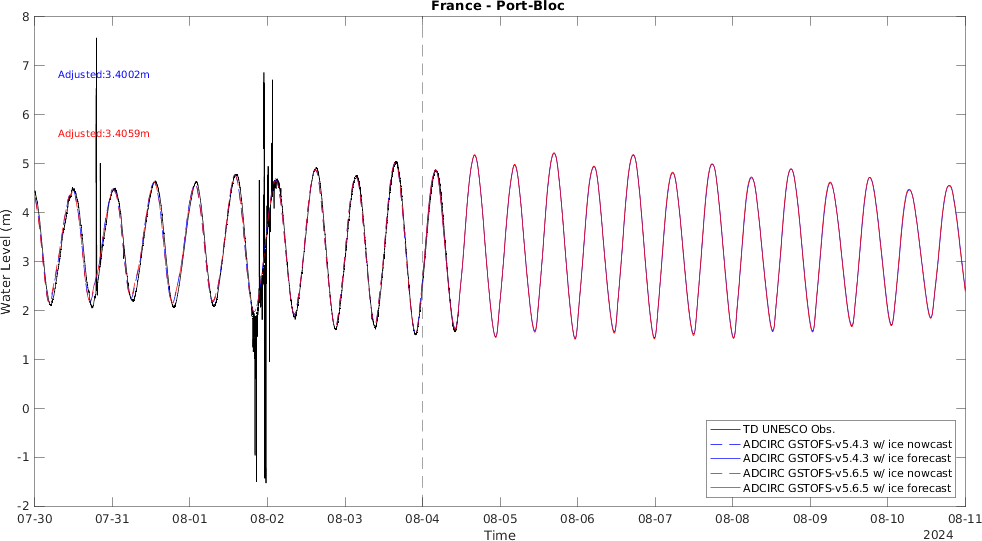 France - Port-Bloc
8
7
6
5
4
3
2
1
0
-1
-2
Water Level (m)
Adjusted:3.4002m
Adjusted:3.4059m
TD UNESCO Obs.
ADCIRC GSTOFS-v5.4.3 w/ ice nowcast
ADCIRC GSTOFS-v5.4.3 w/ ice forecast
ADCIRC GSTOFS-v5.6.5 w/ ice nowcast
ADCIRC GSTOFS-v5.6.5 w/ ice forecast
07-30 07-31 08-01 08-02 08-03 08-04 08-05 08-06 08-07 08-08 08-09 08-10 08-11
Time
2024